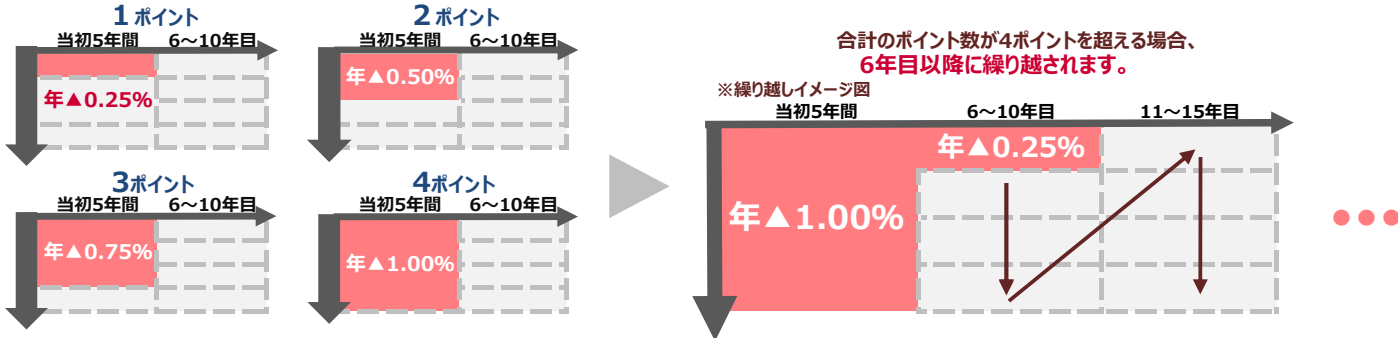 1 ポイント
当初5年間 6～10年目
年▲0.25%
2 ポイント
当初5年間 6～10年目
年▲0.50%
3ポイント
当初5年間 6～10年目
年▲0.75%
4ポイント
当初5年間 6～10年目
年▲1.00%
合計のポイント数が4ポイントを超える場合、
6年目以降に繰り越されます。
※繰り越しイメージ図
当初5年間 6～10年目 11～15年目
年▲0.25%
年▲1.00%